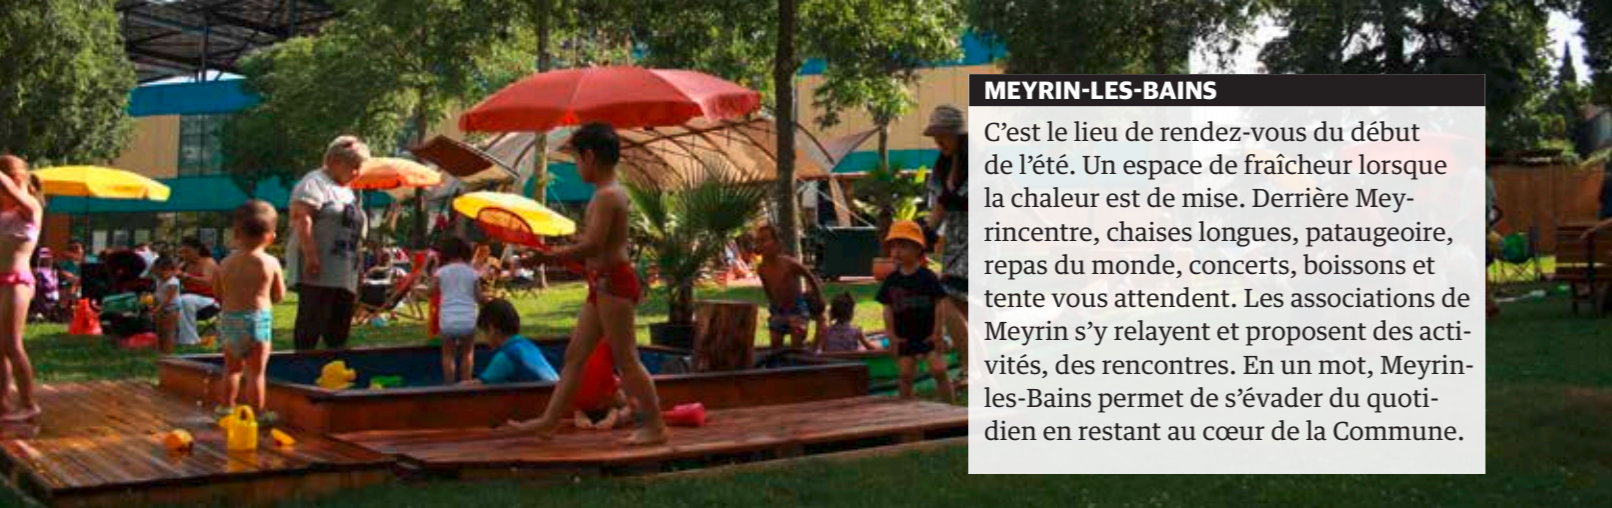 MEYRIN-LES-BAINS
C’est le lieu de rendez-vous du début
de l’été. Un espace de fraîcheur lorsque
la chaleur est de mise. Derrière Mey-
rincentre, chaises longues, pataugeoire,
repas du monde, concerts, boissons et
tente vous attendent. Les associations de
Meyrin s’y relayent et proposent des acti-
vités, des rencontres. En un mot, Meyrin-
les-Bains permet de s’évader du quoti-
dien en restant au cœur de la Commune.